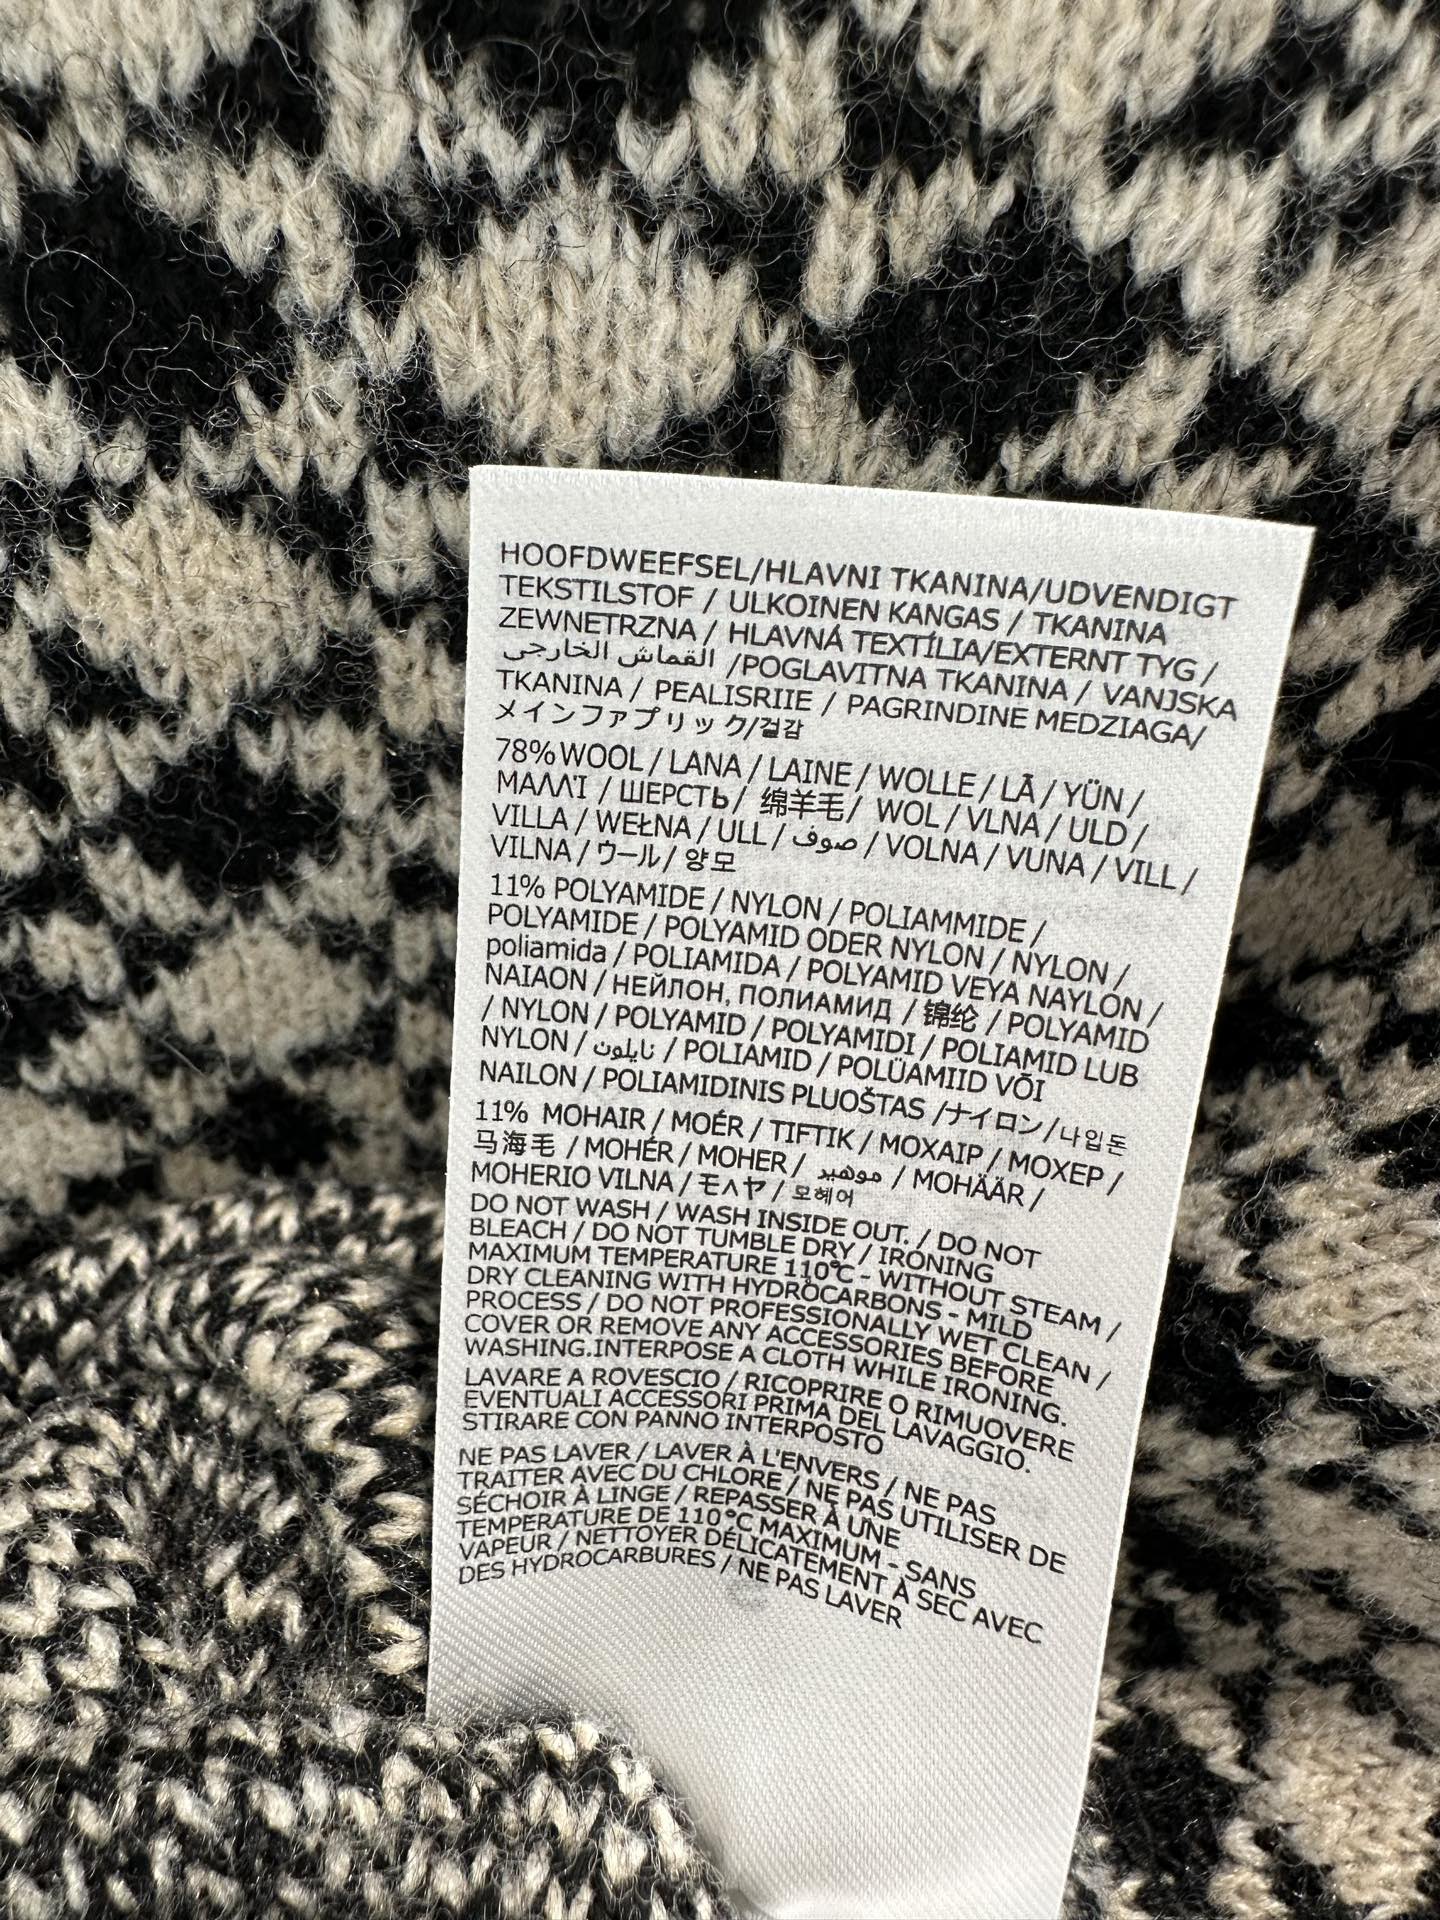 HOOFDWEEFSEL/HLAVNI TKANINA/UDVENDIGT
TEKSTILSTOF / ULKOINEN KANGAS / TKANINA
ZEWNETRZNA / HLAVNÁ TEXTÍLIA/EXTERNT TYG /
القماش الخارجى /POGLAVITNA TKANINA / VANJSKA
TKANINA / PEALISRIIE / PAGRINDINE MEDZIAGA/
メインファブリック/겉감
78% WOOL / LANA / LAINE / WOLLE / LÃ / YÜN /
ΜΑΛΛΊ / ШЕРСТЬ / 绵羊毛 / WOL / VLNA / ULD /
VILLA / WEŁNA / ULL / صوف / VOLNA / VUNA / VILL /
VILNA / ウール / 양모
11% POLYAMIDE / NYLON / POLIAMMIDE /
POLYAMIDE / POLYAMID ODER NYLON / NYLON /
poliamida / POLIAMIDA / POLYAMID VEYA NAYLON /
NAIAON / НЕЙЛОН, ПОЛИАМИД / 锦纶 / POLYAMID
/ NYLON / POLYAMID / POLYAMIDI / POLIAMID LUB
NYLON / نايلون / POLIAMID / POLÜAMIID VÕI
NAILON / POLIAMIDINIS PLUOŠTAS /ナイロン/나일론
11% MOHAIR / MOÉR / TIFTIK / ΜΟΧΑΙΡ / МОХЕР /
马海毛 / MOHÉR / MOHER / موهير / MOHÄÄR /
MOHERIO VILNA / モヘヤ / 모헤어
DO NOT WASH / WASH INSIDE OUT. / DO NOT
BLEACH / DO NOT TUMBLE DRY / IRONING
MAXIMUM TEMPERATURE 110°C - WITHOUT STEAM /
DRY CLEANING WITH HYDROCARBONS - MILD
PROCESS / DO NOT PROFESSIONALLY WET CLEAN /
COVER OR REMOVE ANY ACCESSORIES BEFORE
WASHING.INTERPOSE A CLOTH WHILE IRONING.
LAVARE A ROVESCIO / RICOPRIRE O RIMUOVERE
EVENTUALI ACCESSORI PRIMA DEL LAVAGGIO.
STIRARE CON PANNO INTERPOSTO
NE PAS LAVER / LAVER À L'ENVERS / NE PAS
TRAITER AVEC DU CHLORE / NE PAS UTILISER DE
SÉCHOIR À LINGE / REPASSER À UNE
TEMPERATURE DE 110°C MAXIMUM - SANS
VAPEUR / NETTOYER DÉLICATEMENT À SEC AVEC
DES HYDROCARBURES / NE PAS LAVER